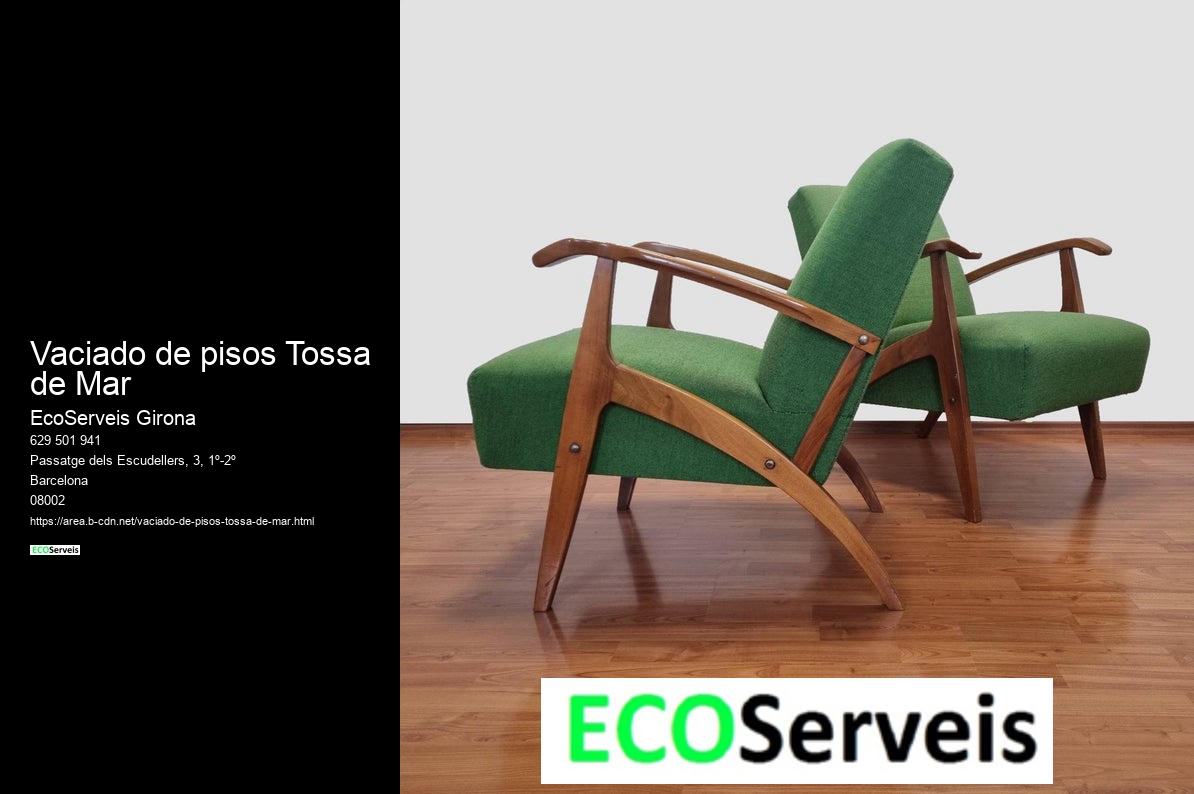 Vaciado de pisos Tossa
de Mar
EcoServeis Girona
629 501 941
Passatge dels Escudellers, 3, 1º-2º
Barcelona
08002
https://area.b-cdn.net/vaciado-de-pisos-tossa-de-mar.html
ECOServeis
ECOServeis